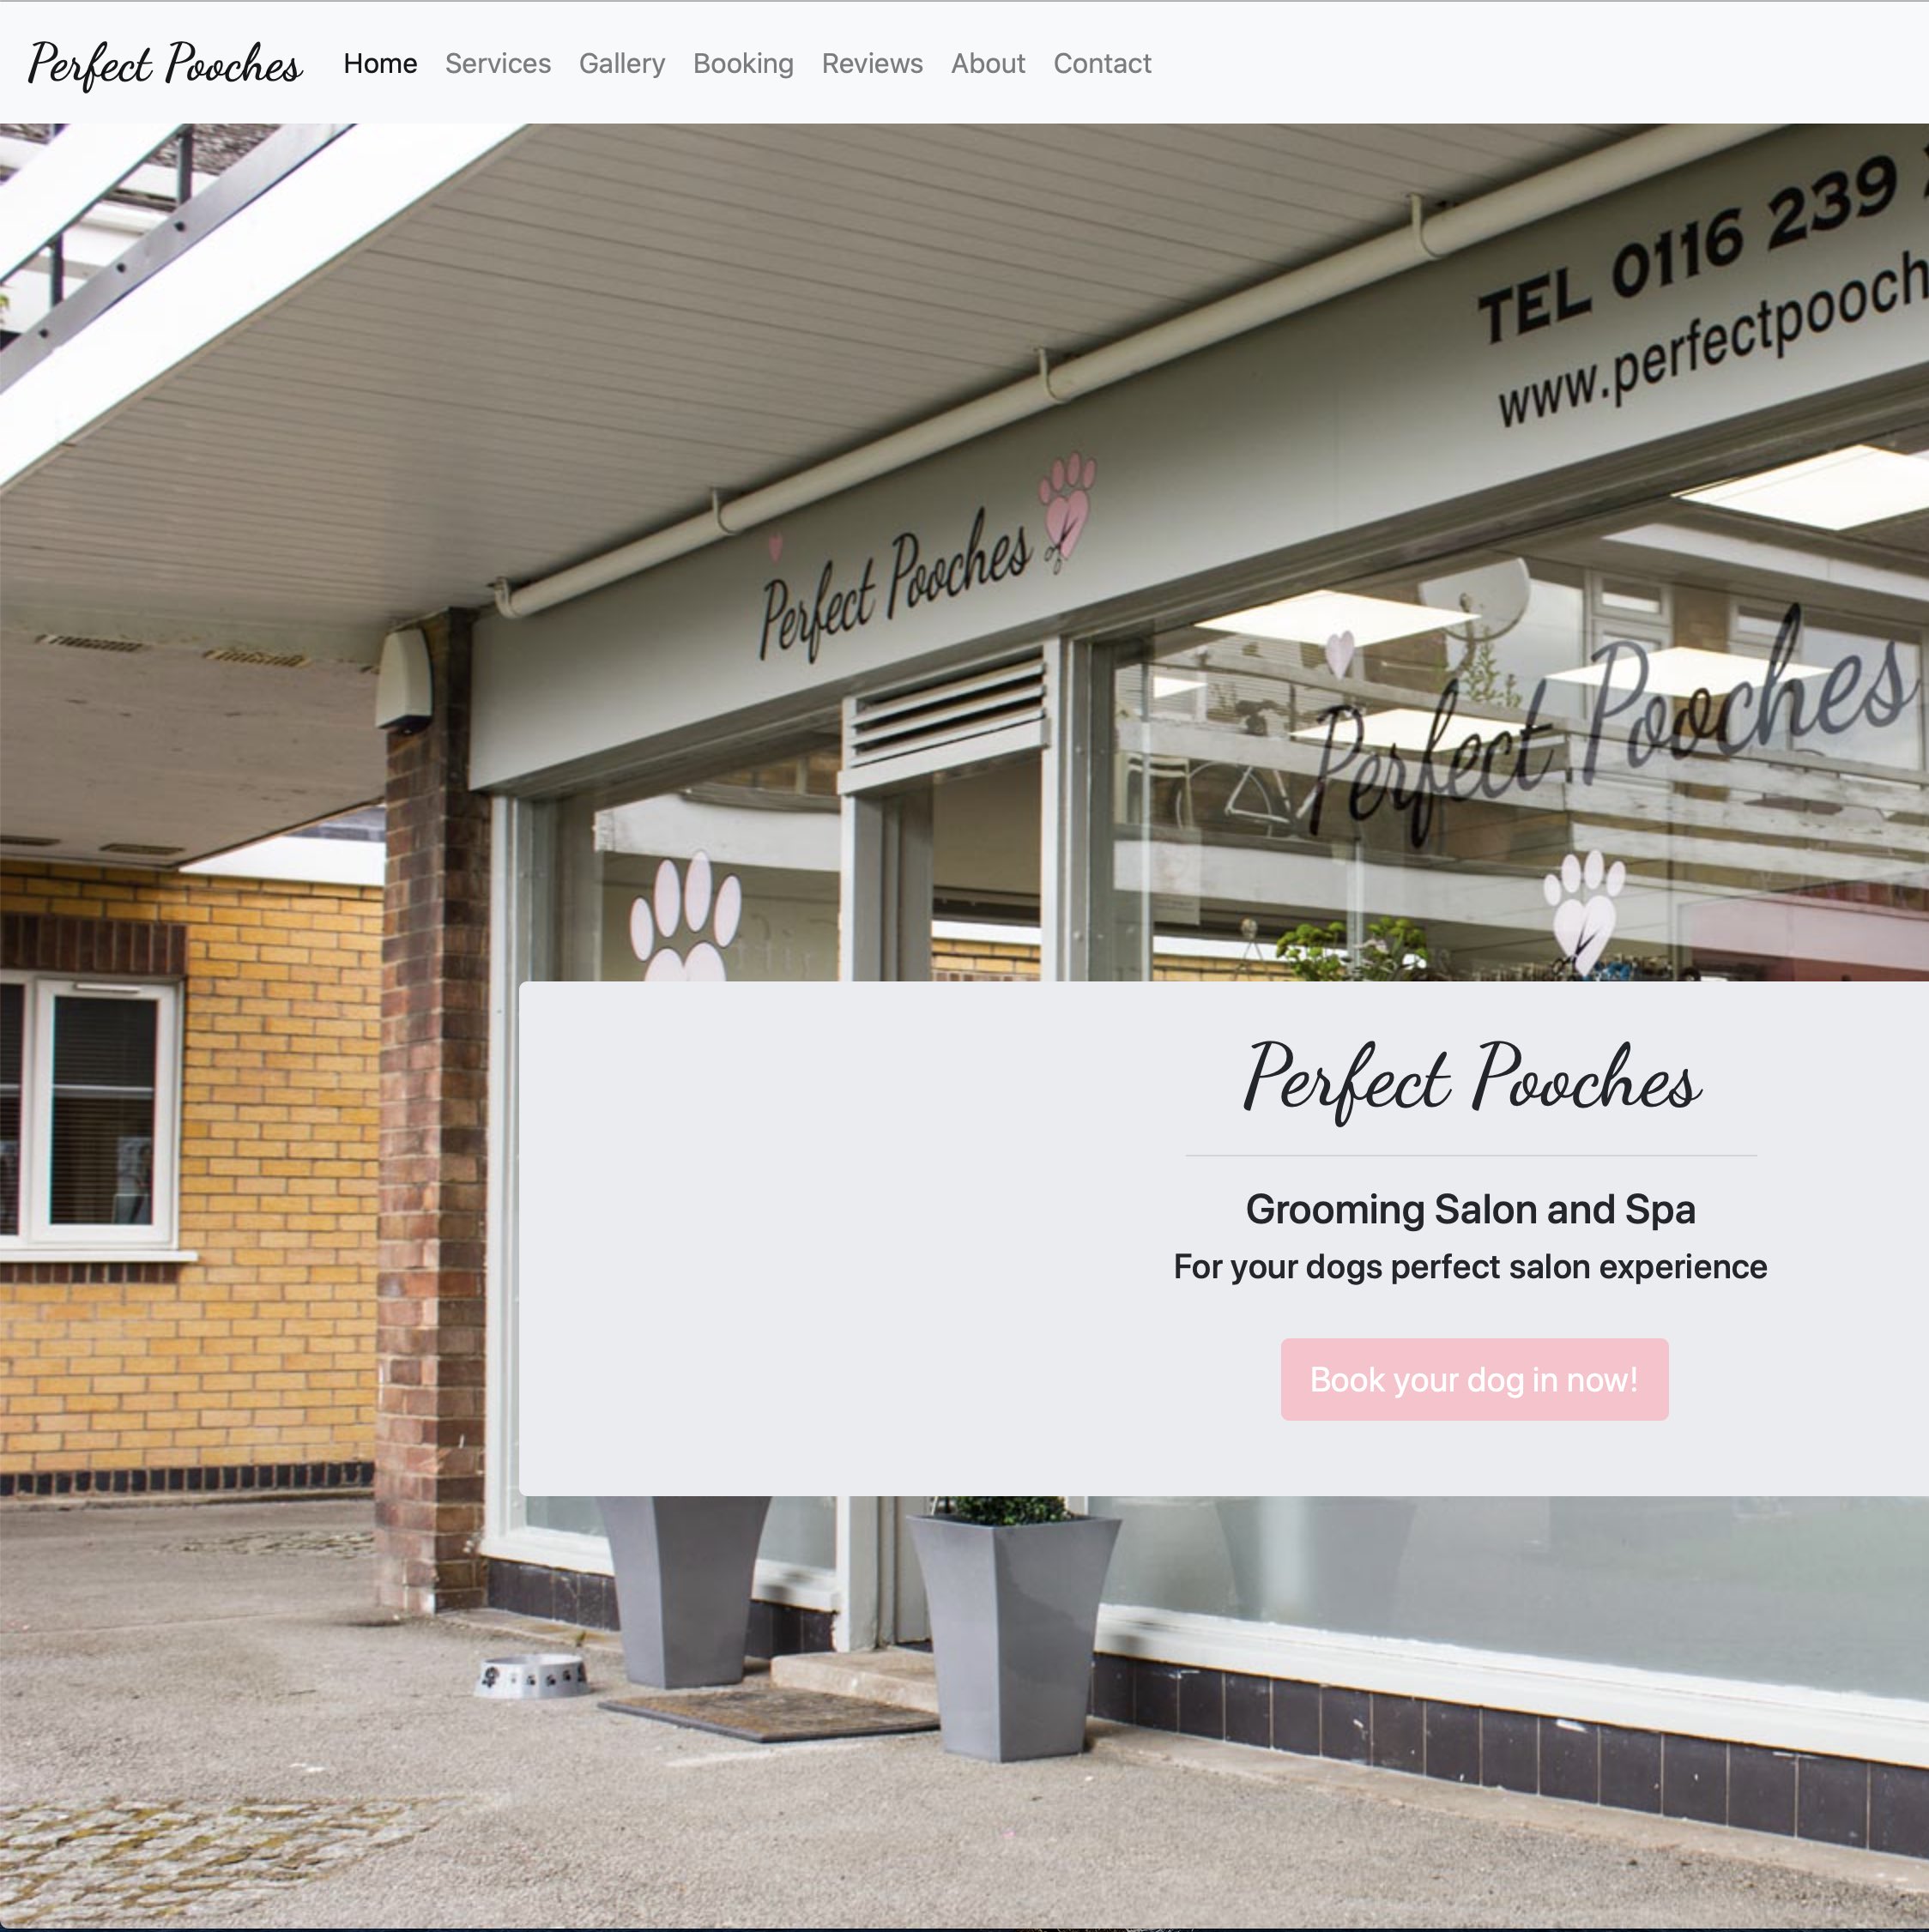 Perfect Pooches Home Services Gallery Booking Reviews About Contact
TEL 0116 239
www.perfectpooch
Perfect Pooches
Perfect Pooches
Perfect Pooches
Grooming Salon and Spa
For your dogs perfect salon experience
Book your dog in now!